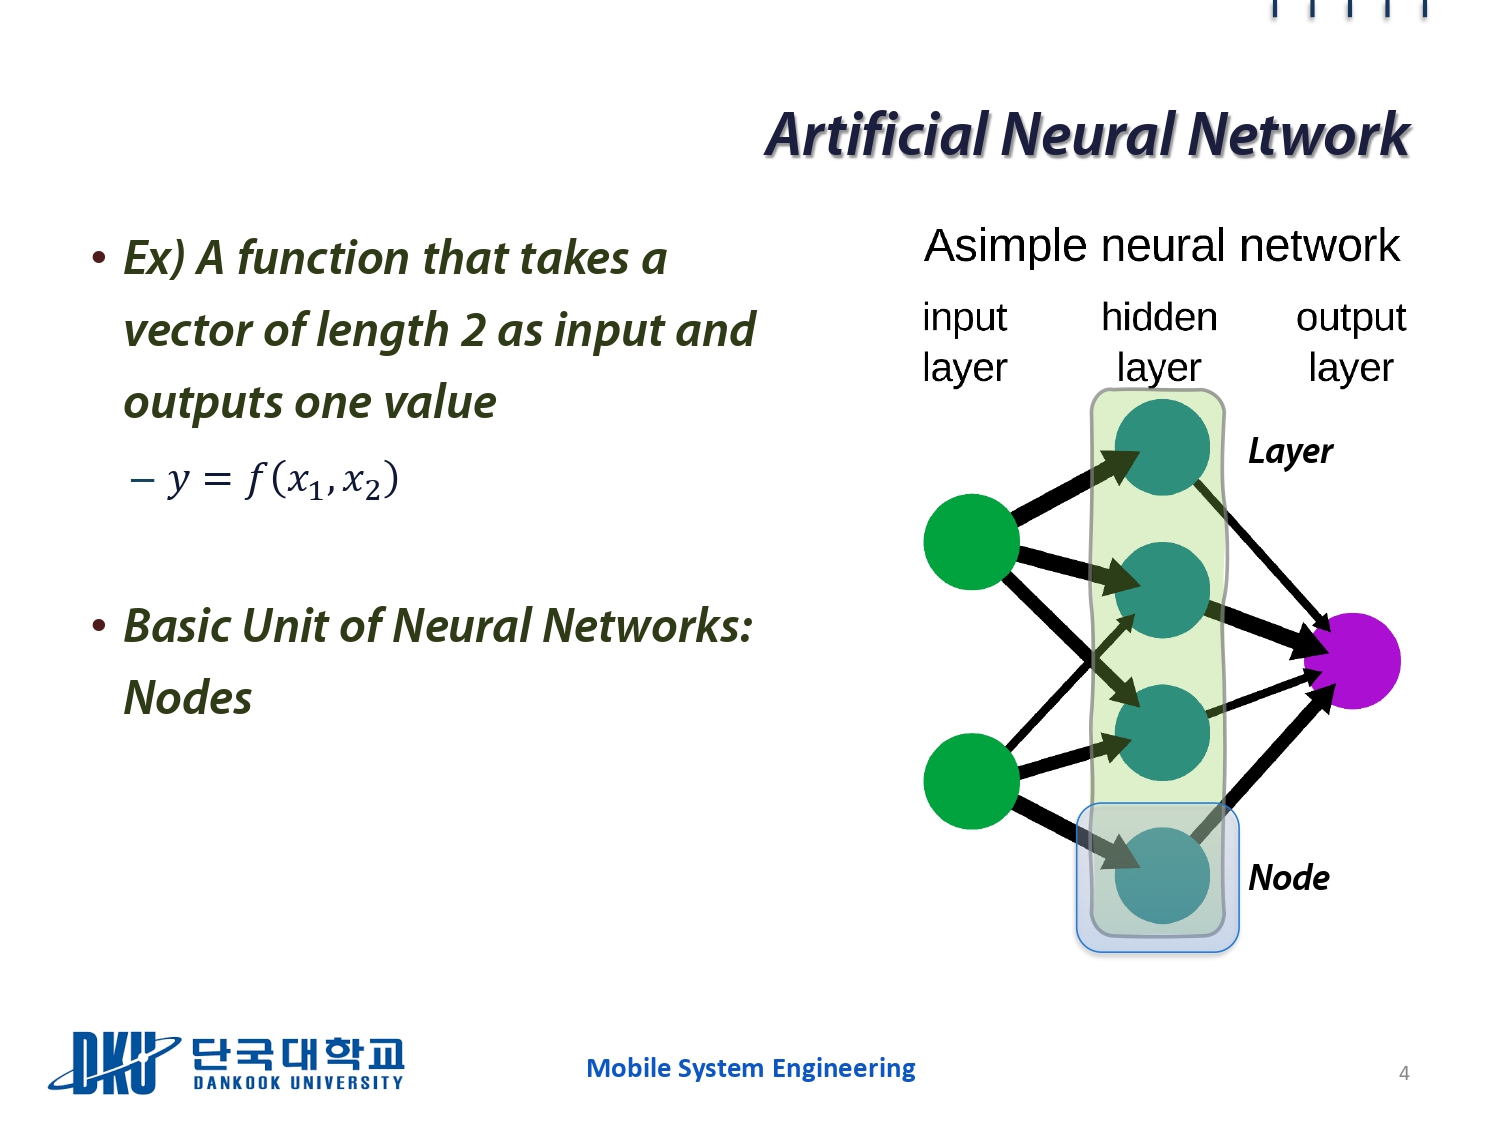 Artificial Neural Network
• Ex) A function that takes a
vector of length 2 as input and
outputs one value
– y = f(x₁, x₂)
• Basic Unit of Neural Networks:
Nodes
Asimple neural network
input hidden output
layer layer layer
Layer
Node
DKU 단국대학교
DANKOOK UNIVERSITY
Mobile System Engineering
4